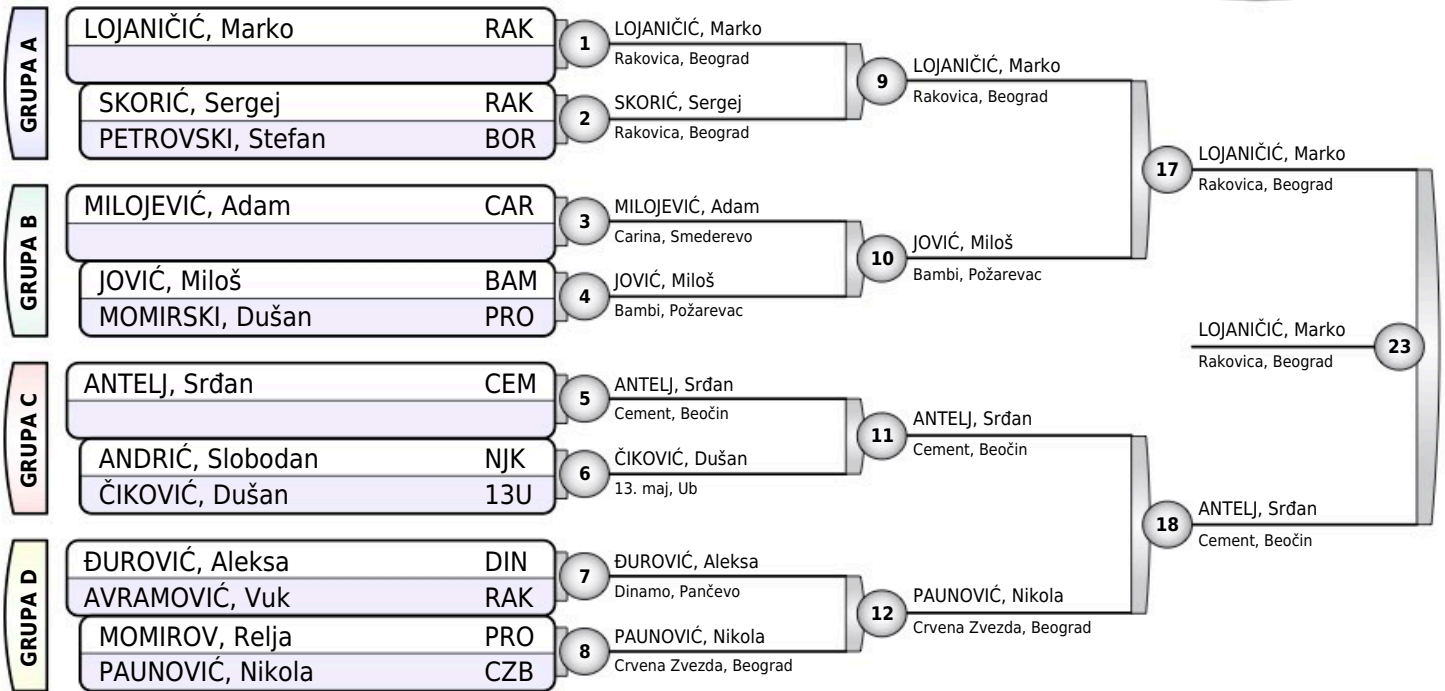 GRUPA A
LOJANIČIĆ, Marko RAK
SKORIĆ, Sergej RAK
PETROVSKI, Stefan BOR
GRUPA B
MILOJEVIĆ, Adam CAR
JOVIĆ, Miloš BAM
MOMIRSKI, Dušan PRO
GRUPA C
ANTELJ, Srđan CEM
ANDRIĆ, Slobodan NJK
ČIKOVIĆ, Dušan 13U
GRUPA D
ĐUROVIĆ, Aleksa DIN
AVRAMOVIĆ, Vuk RAK
MOMIROV, Relja PRO
PAUNOVIĆ, Nikola CZB
1 LOJANIČIĆ, Marko
Rakovica, Beograd
2 SKORIĆ, Sergej
Rakovica, Beograd
3 MILOJEVIĆ, Adam
Carina, Smederevo
4 JOVIĆ, Miloš
Bambi, Požarevac
5 ANTELJ, Srđan
Cement, Beočin
6 ČIKOVIĆ, Dušan
13. maj, Ub
7 ĐUROVIĆ, Aleksa
Dinamo, Pančevo
8 PAUNOVIĆ, Nikola
Crvena Zvezda, Beograd
9 LOJANIČIĆ, Marko
Rakovica, Beograd
10 JOVIĆ, Miloš
Bambi, Požarevac
11 ANTELJ, Srđan
Cement, Beočin
12 PAUNOVIĆ, Nikola
Crvena Zvezda, Beograd
17 LOJANIČIĆ, Marko
Rakovica, Beograd
18 ANTELJ, Srđan
Cement, Beočin
LOJANIČIĆ, Marko 23
Rakovica, Beograd